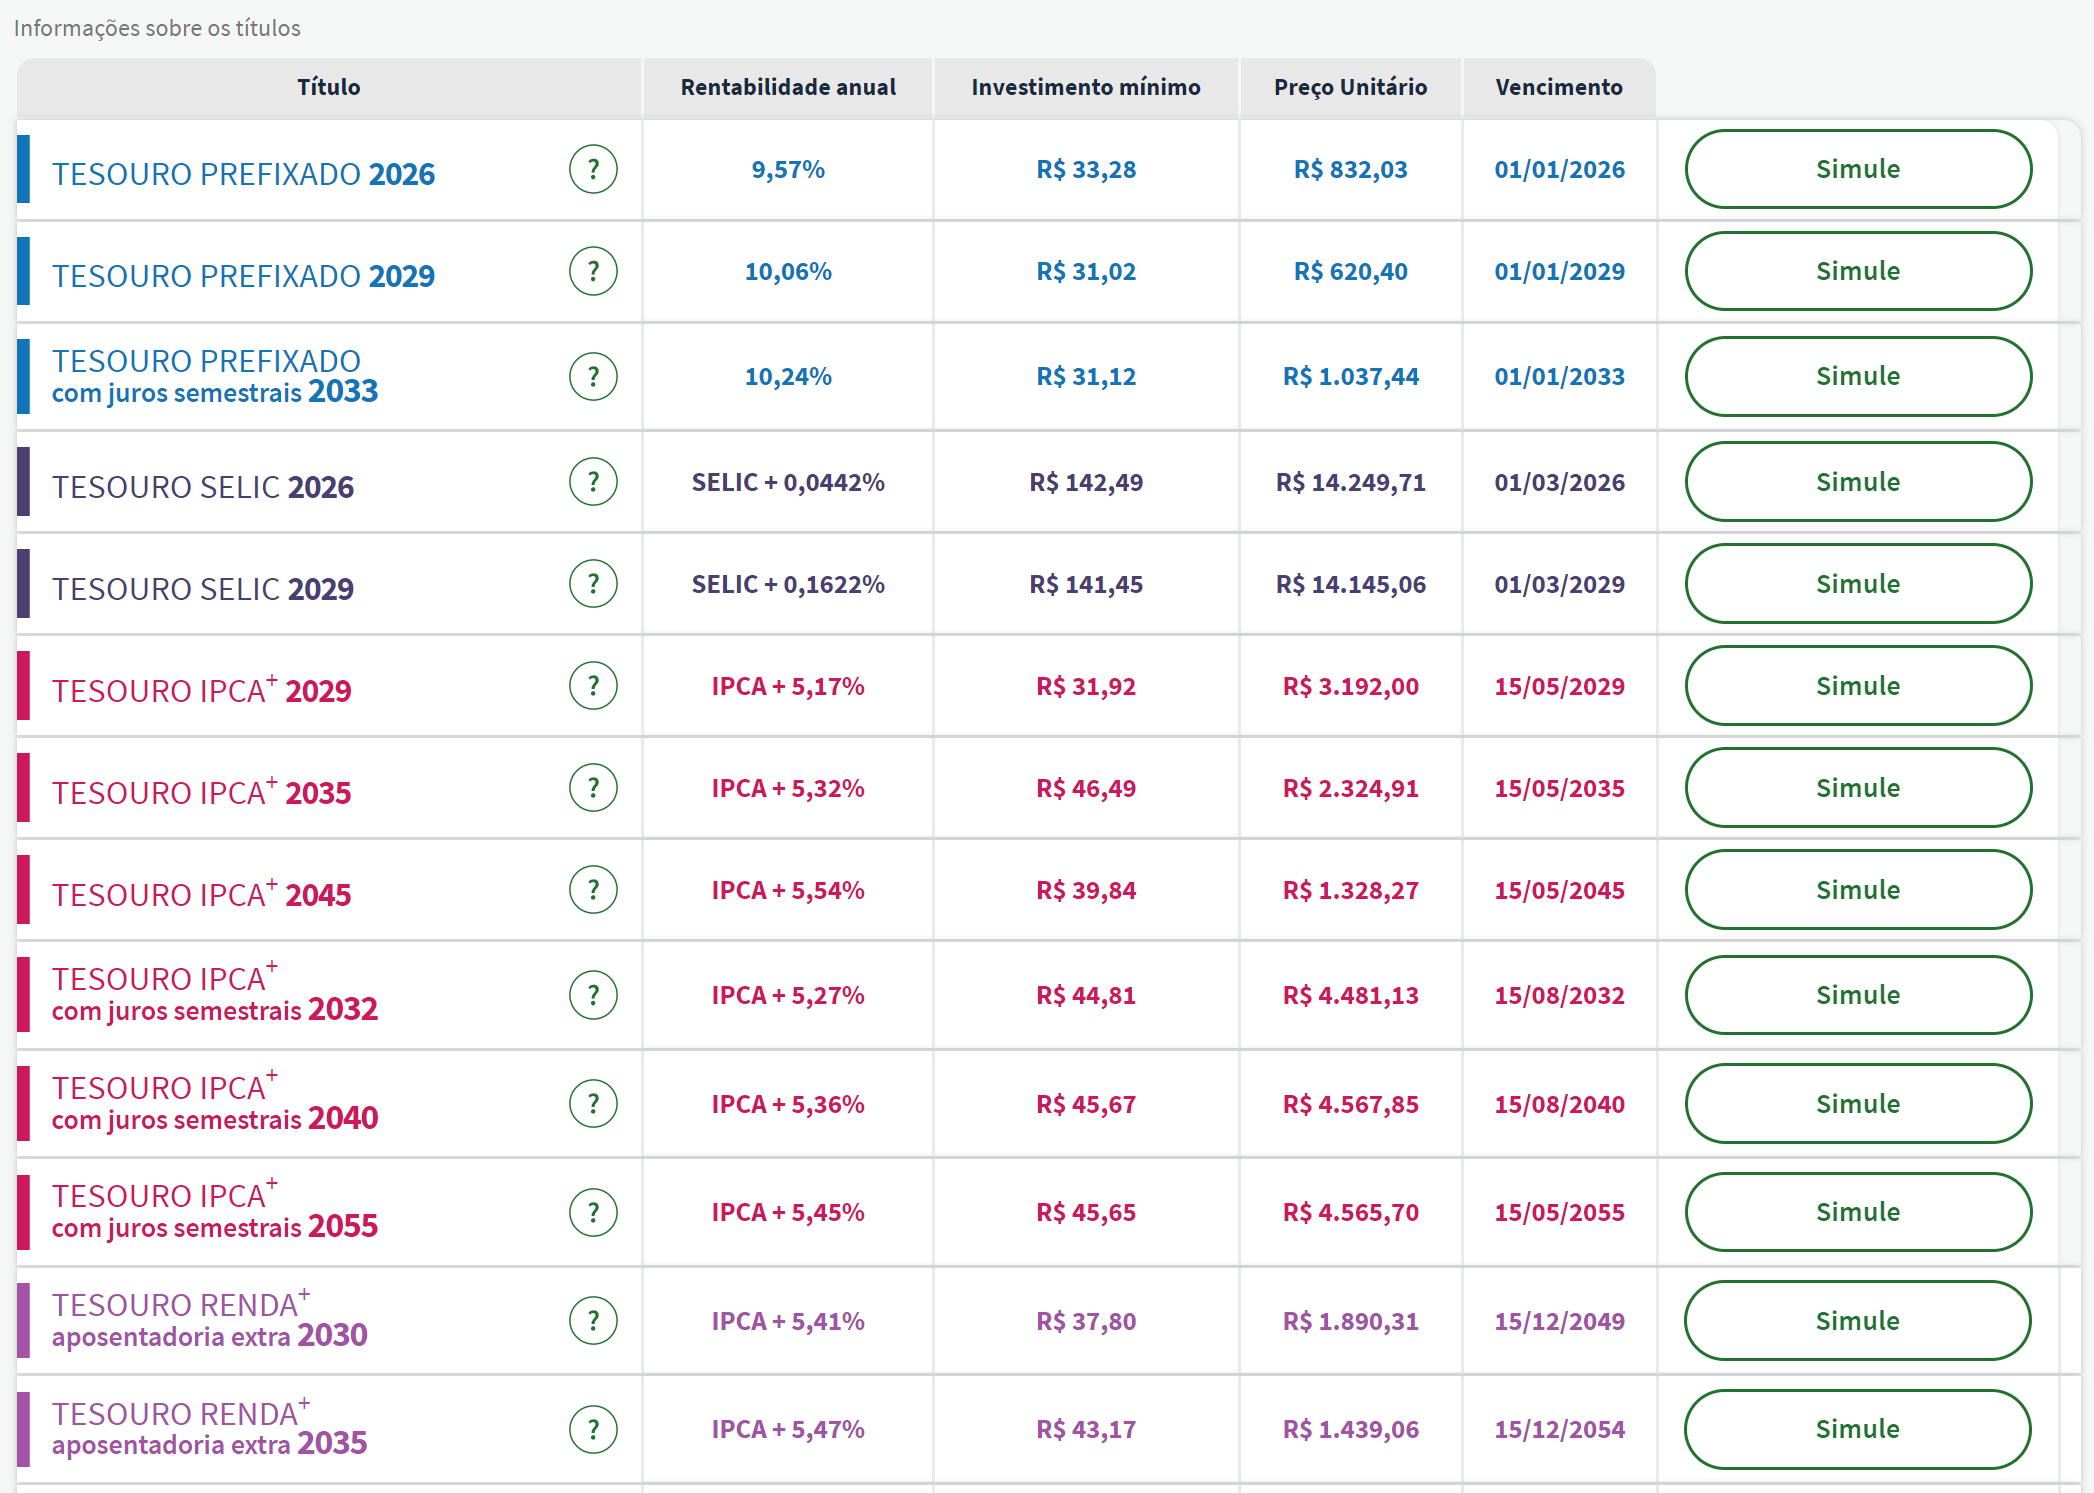 Informações sobre os títulos
Título Rentabilidade anual Investimento mínimo Preço Unitário Vencimento
TESOURO PREFIXADO 2026 ? 9,57% R$ 33,28 R$ 832,03 01/01/2026 Simule
TESOURO PREFIXADO 2029 ? 10,06% R$ 31,02 R$ 620,40 01/01/2029 Simule
TESOURO PREFIXADO
com juros semestrais 2033 ? 10,24% R$ 31,12 R$ 1.037,44 01/01/2033 Simule
TESOURO SELIC 2026 ? SELIC + 0,0442% R$ 142,49 R$ 14.249,71 01/03/2026 Simule
TESOURO SELIC 2029 ? SELIC + 0,1622% R$ 141,45 R$ 14.145,06 01/03/2029 Simule
TESOURO IPCA+ 2029 ? IPCA + 5,17% R$ 31,92 R$ 3.192,00 15/05/2029 Simule
TESOURO IPCA+ 2035 ? IPCA + 5,32% R$ 46,49 R$ 2.324,91 15/05/2035 Simule
TESOURO IPCA+ 2045 ? IPCA + 5,54% R$ 39,84 R$ 1.328,27 15/05/2045 Simule
TESOURO IPCA+
com juros semestrais 2032 ? IPCA + 5,27% R$ 44,81 R$ 4.481,13 15/08/2032 Simule
TESOURO IPCA+
com juros semestrais 2040 ? IPCA + 5,36% R$ 45,67 R$ 4.567,85 15/08/2040 Simule
TESOURO IPCA+
com juros semestrais 2055 ? IPCA + 5,45% R$ 45,65 R$ 4.565,70 15/05/2055 Simule
TESOURO RENDA+
aposentadoria extra 2030 ? IPCA + 5,41% R$ 37,80 R$ 1.890,31 15/12/2049 Simule
TESOURO RENDA+
aposentadoria extra 2035 ? IPCA + 5,47% R$ 43,17 R$ 1.439,06 15/12/2054 Simule